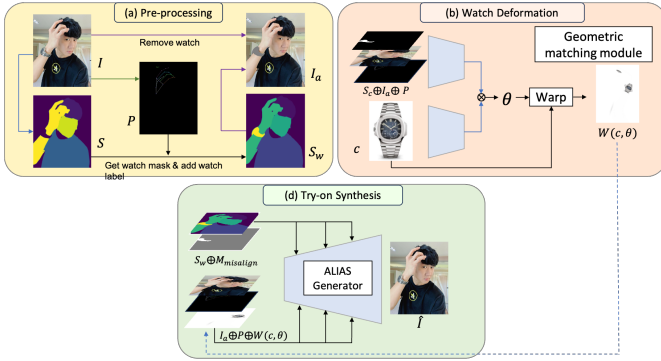 (a) Pre-processing
Remove watch
I
I_a
P
S
S_w
Get watch mask & add watch
label
(b) Watch Deformation
Geometric
matching module
S_c⊕I_a⊕ P
θ
Warp
c
W(c, θ)
(d) Try-on Synthesis
S_w⊕M_misalign
ALIAS
Generator
Î
I_a⊕P⊕W(c, θ)